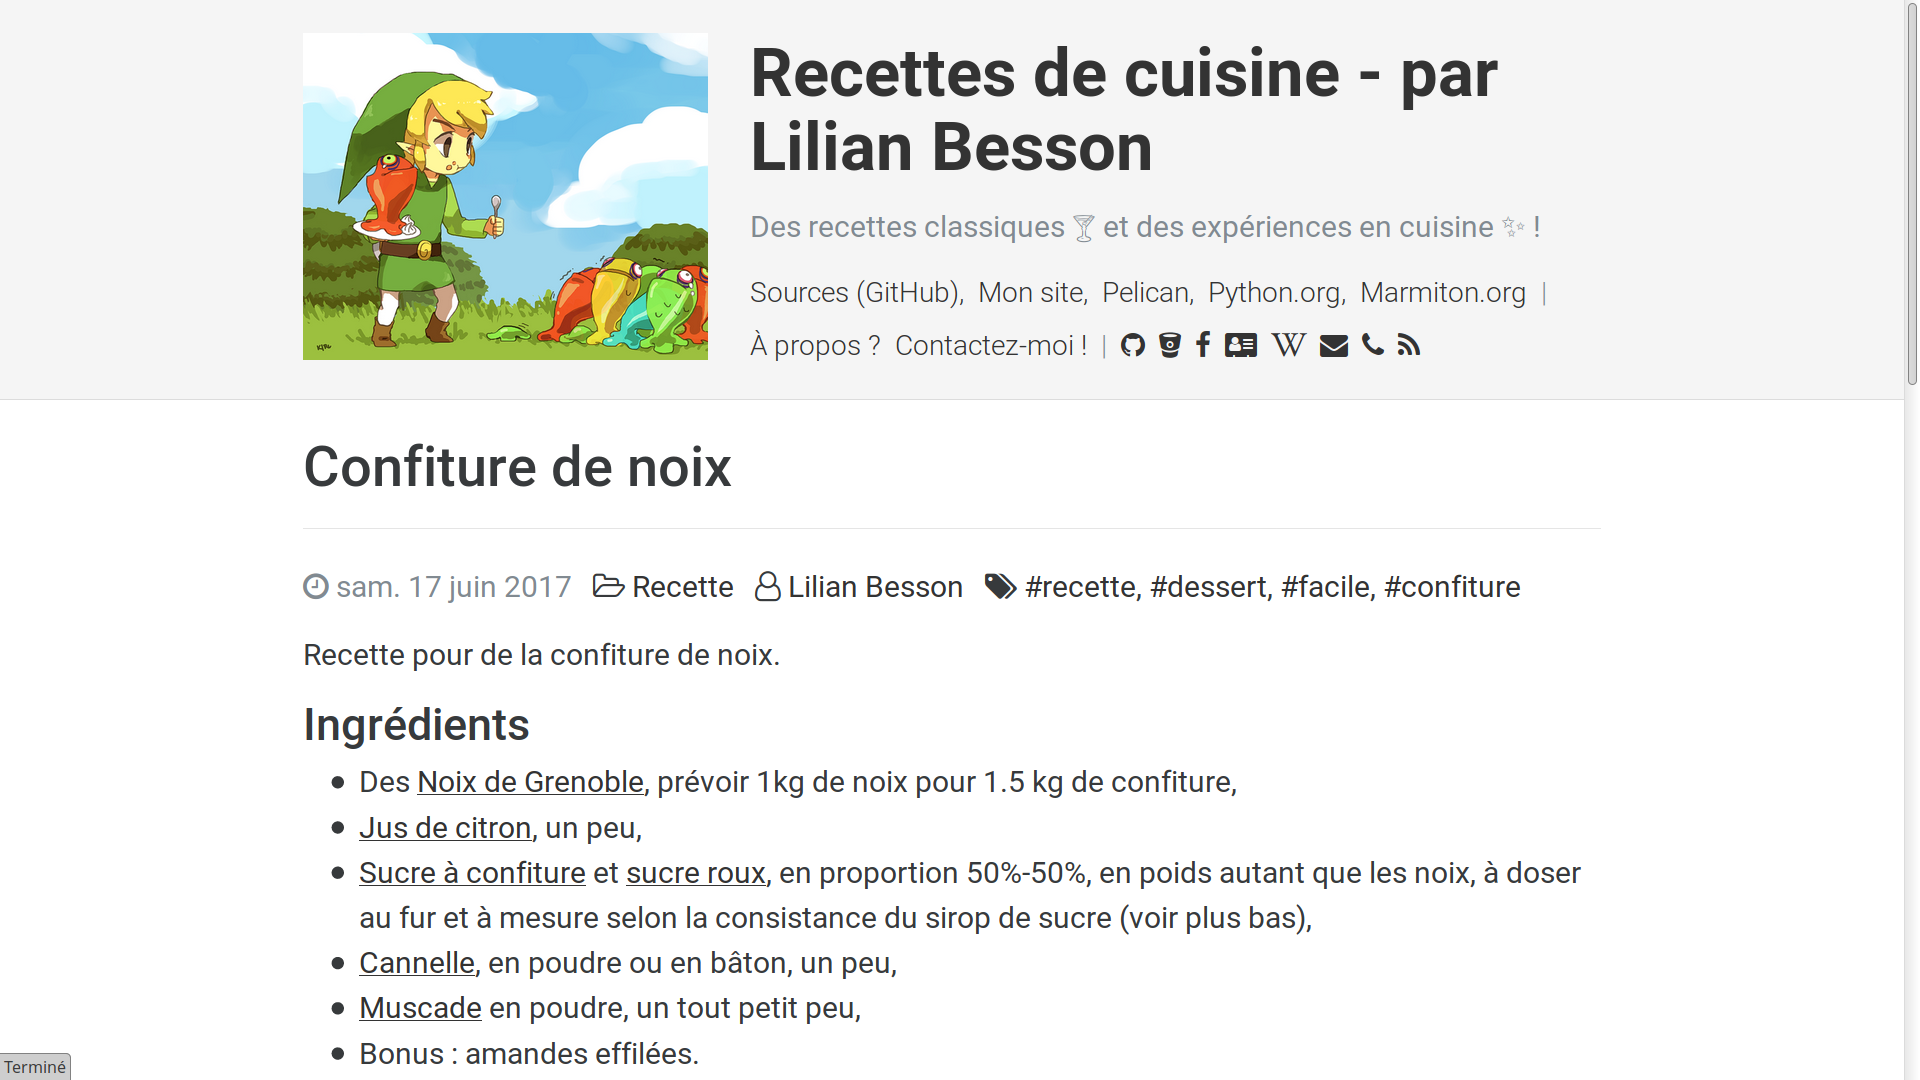 Recettes de cuisine - par
Lilian Besson
Des recettes classiques 🍸 et des expériences en cuisine ✨ !
Sources (GitHub), Mon site, Pelican, Python.org, Marmiton.org |
À propos ? Contactez-moi ! |
Confiture de noix
sam. 17 juin 2017 Recette Lilian Besson #recette, #dessert, #facile, #confiture
Recette pour de la confiture de noix.
Ingrédients
• Des Noix de Grenoble, prévoir 1kg de noix pour 1.5 kg de confiture,
• Jus de citron, un peu,
• Sucre à confiture et sucre roux, en proportion 50%-50%, en poids autant que les noix, à doser
au fur et à mesure selon la consistance du sirop de sucre (voir plus bas),
• Cannelle, en poudre ou en bâton, un peu,
• Muscade en poudre, un tout petit peu,
• Bonus : amandes effilées.
Terminé